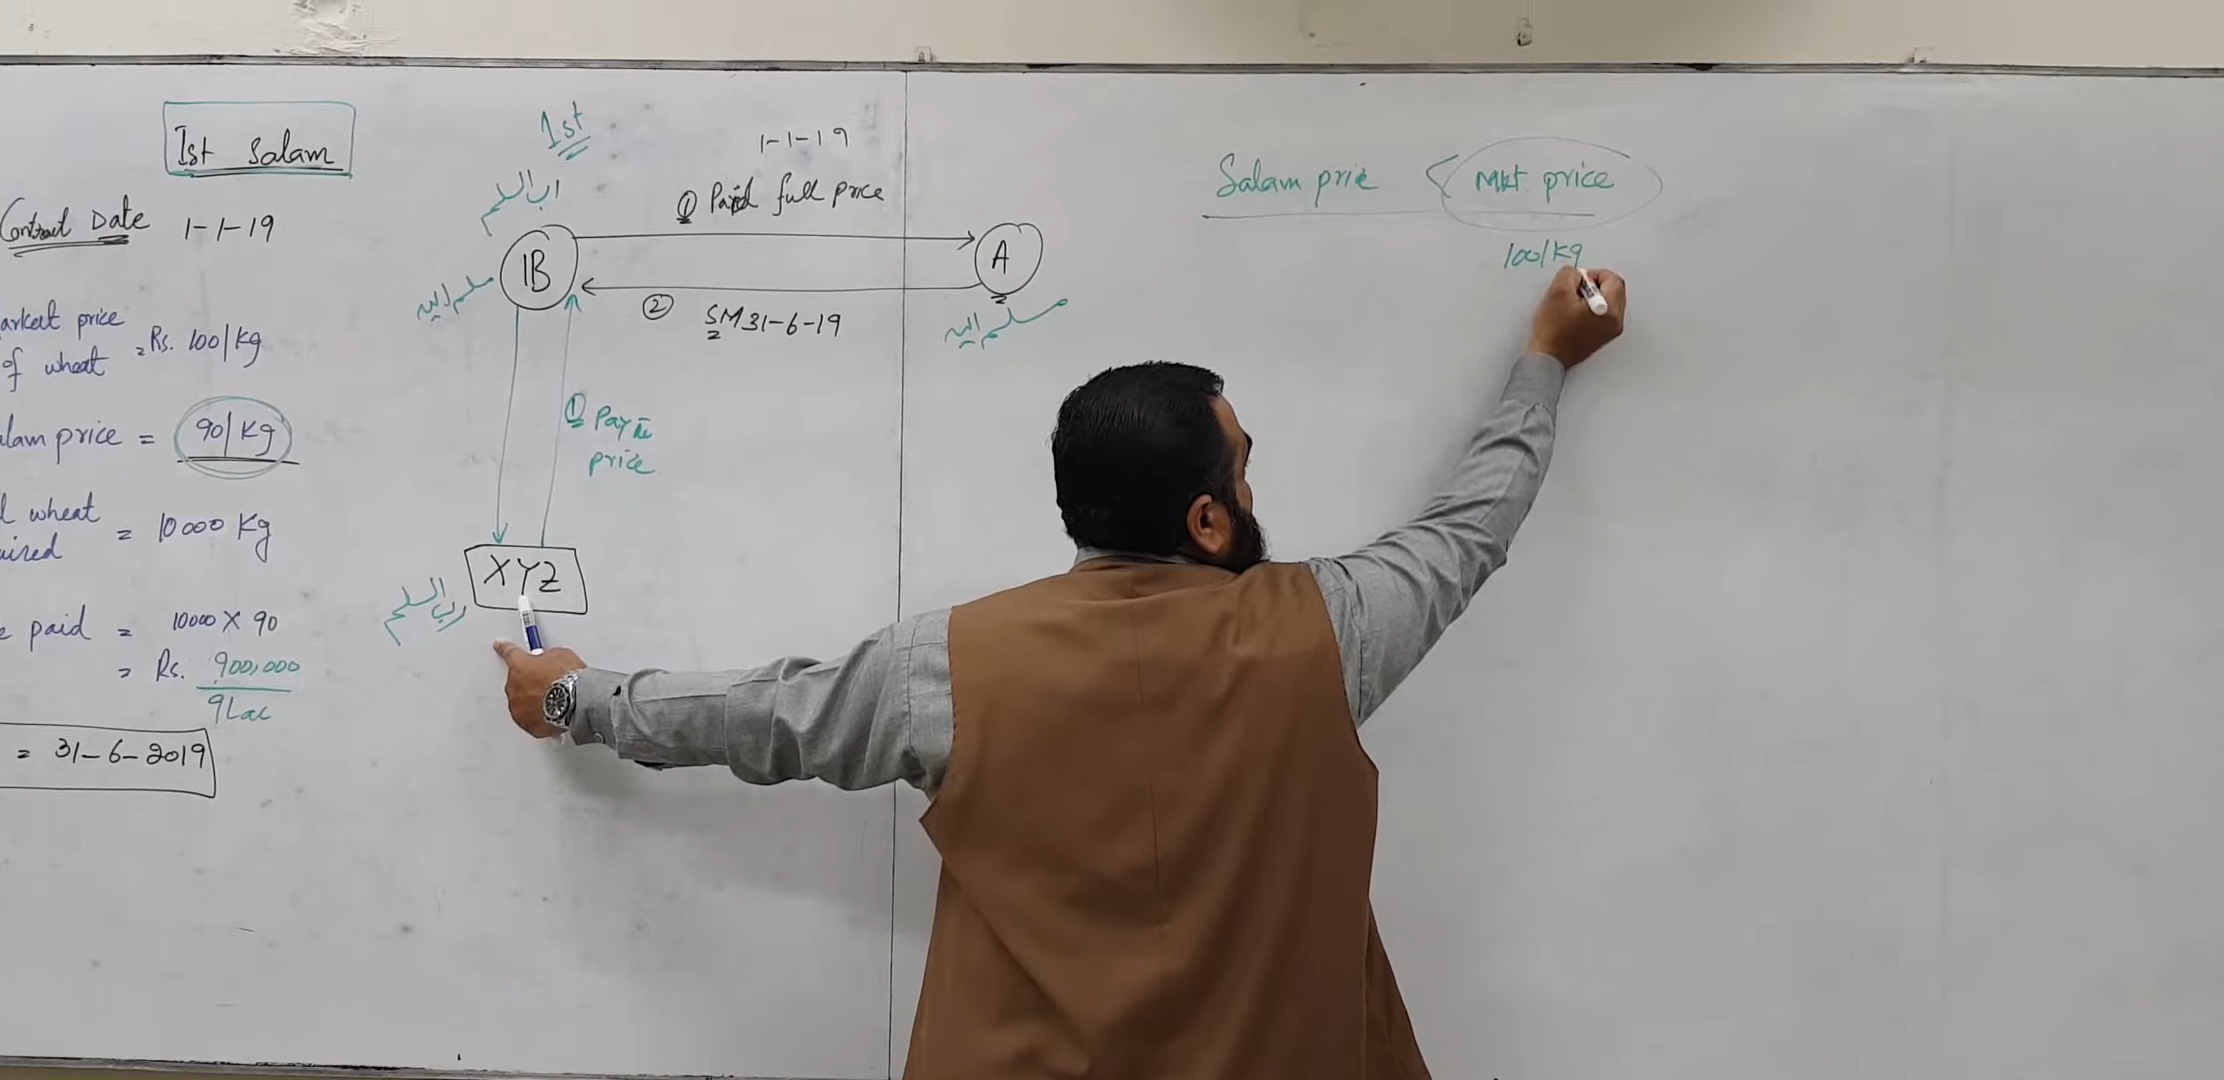 Ist Salam
Contract Date 1-1-19
arket price
of wheat = Rs. 100/Kg
alam price = 90/Kg
l wheat
uired = 10000 Kg
e paid = 10000 X 90
= Rs. 900,000
9Lac
= 31-6-2019
1st
1-1-19
رب السلم
① Paid full price
IB
A
مسلم الیہ
مسلم الیہ
② SM 31-6-19
① Pay
price
XYZ
رب السلم
Salam price < Mkt price
100/Kg